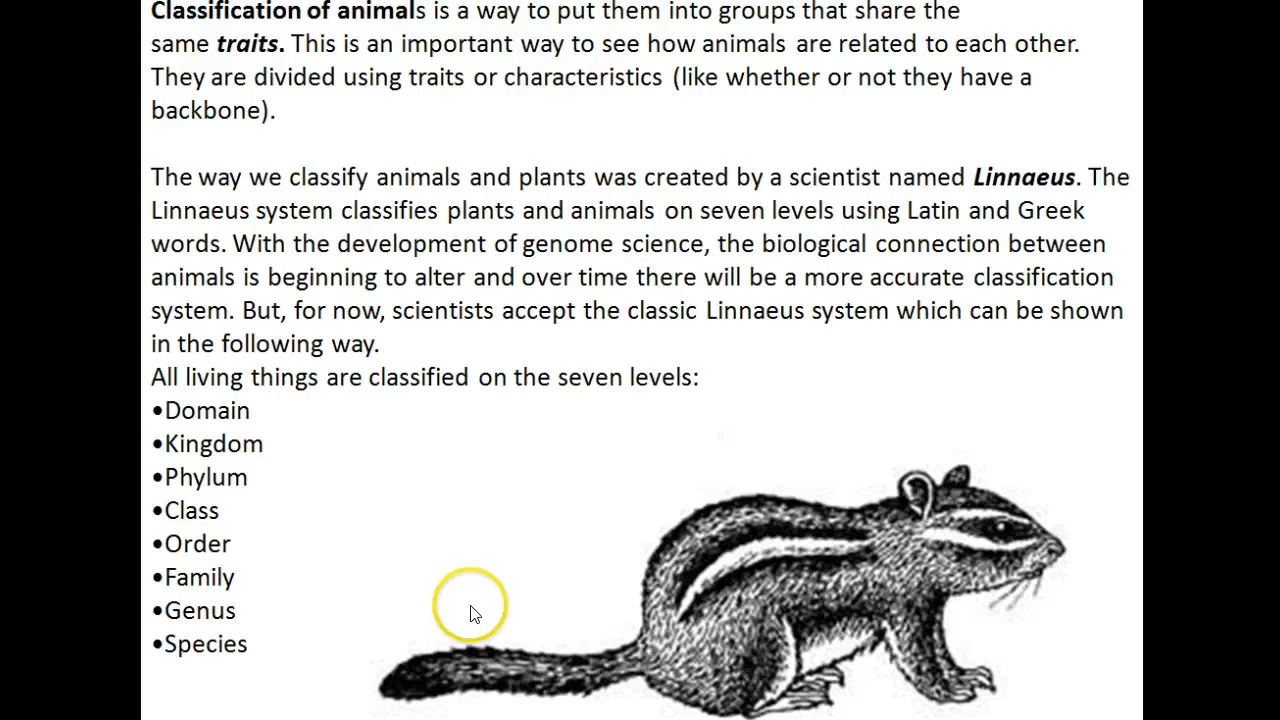 Classification of animals is a way to put them into groups that share the
same traits. This is an important way to see how animals are related to each other.
They are divided using traits or characteristics (like whether or not they have a
backbone).
The way we classify animals and plants was created by a scientist named Linnaeus. The
Linnaeus system classifies plants and animals on seven levels using Latin and Greek
words. With the development of genome science, the biological connection between
animals is beginning to alter and over time there will be a more accurate classification
system. But, for now, scientists accept the classic Linnaeus system which can be shown
in the following way.
All living things are classified on the seven levels:
•Domain
•Kingdom
•Phylum
•Class
•Order
•Family
•Genus
•Species